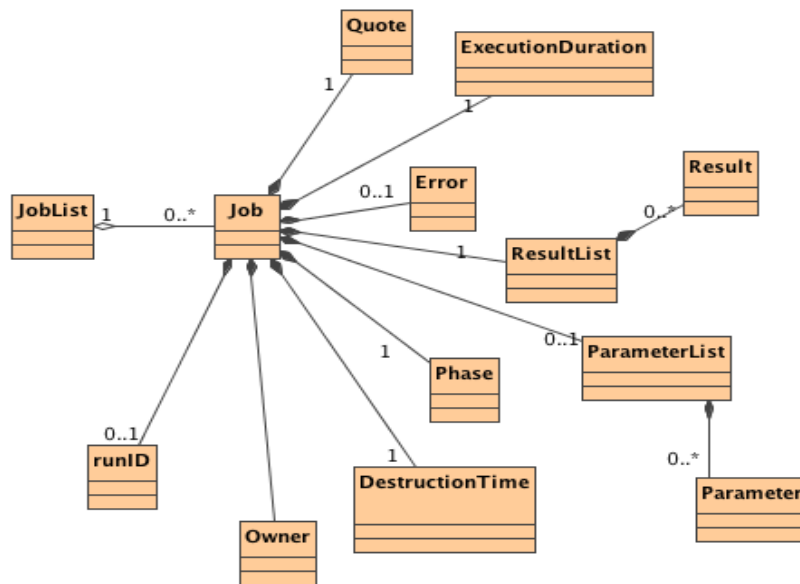 Quote
ExecutionDuration
1
1
Error
Result
0..1
JobList
1
0..*
Job
0..*
1
ResultList
0..1
ParameterList
1
Phase
0..1
runID
1
DestructionTime
0..*
Parameter
Owner